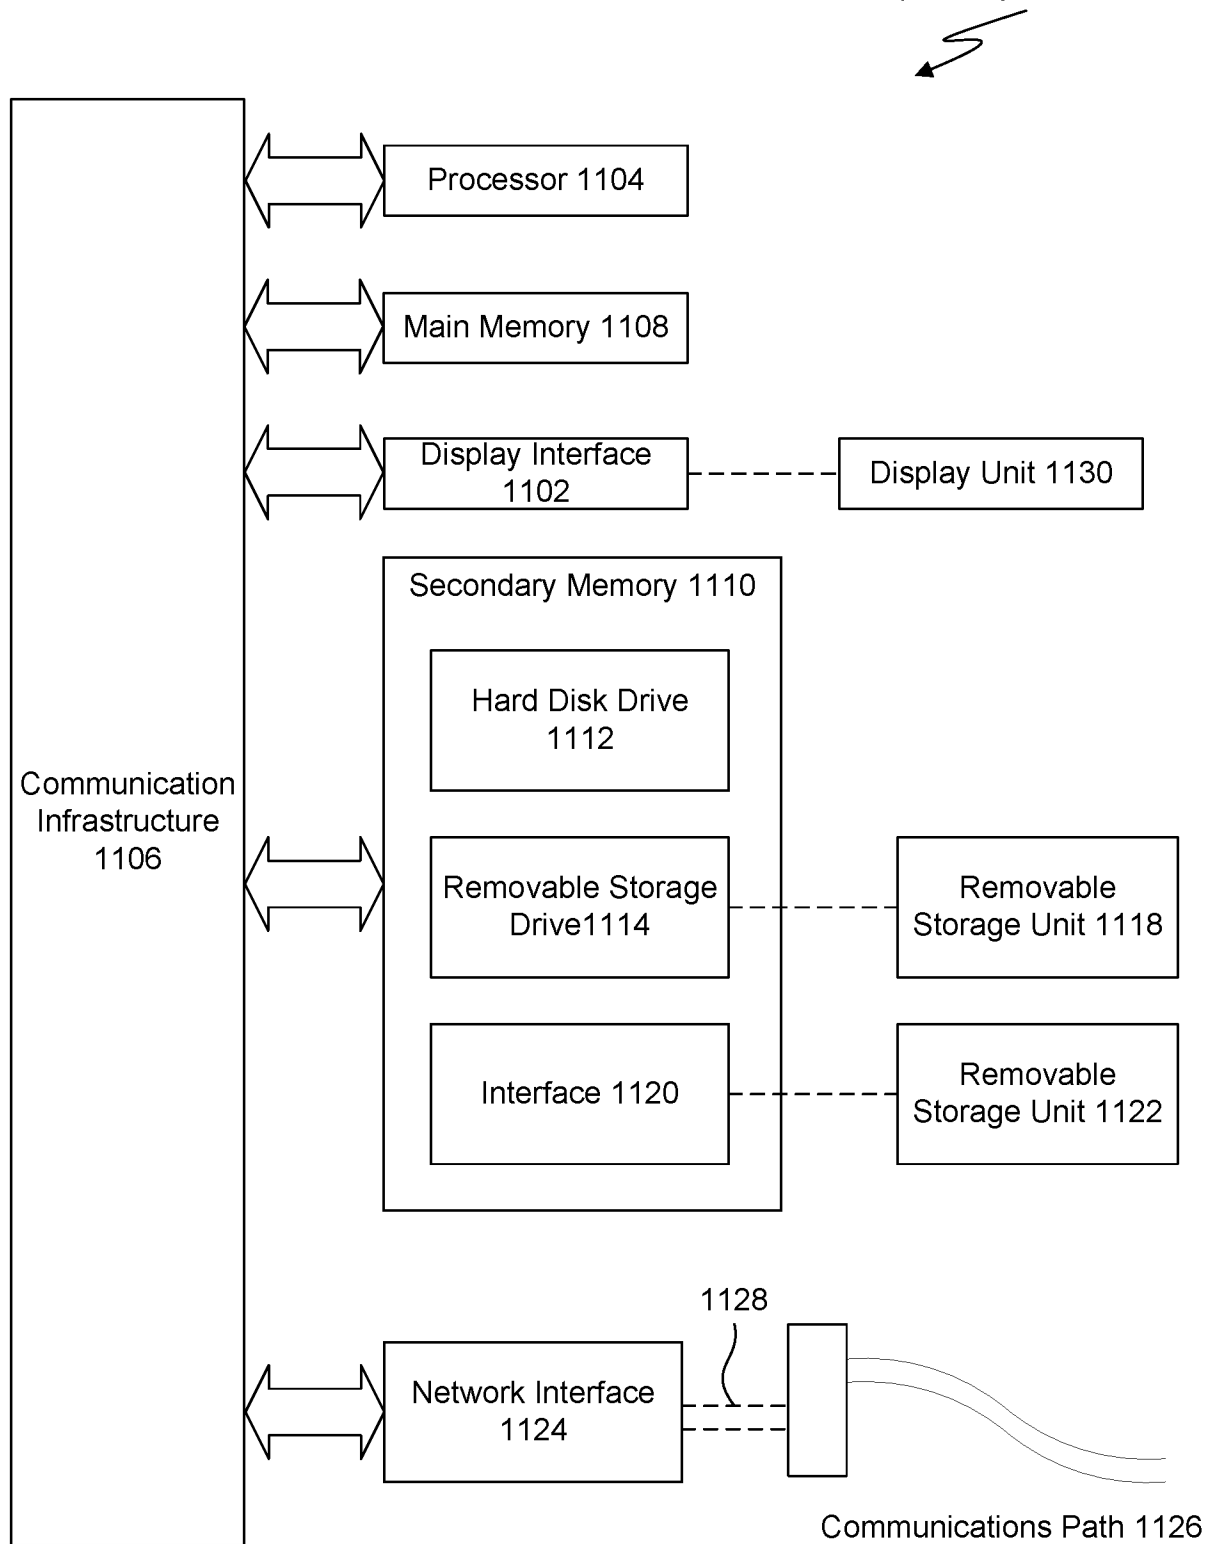 Processor 1104
Main Memory 1108
Display Interface
1102
Display Unit 1130
Secondary Memory 1110
Hard Disk Drive
1112
Communication
Infrastructure
1106
Removable Storage
Drive1114
Removable
Storage Unit 1118
Interface 1120
Removable
Storage Unit 1122
1128
Network Interface
1124
Communications Path 1126